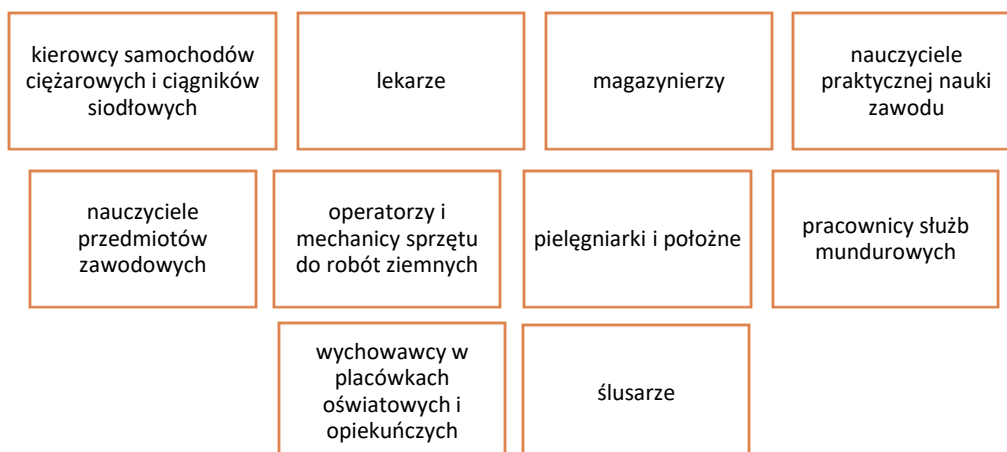 kierowcy samochodów
ciężarowych i ciągników
siodłowych
lekarze
magazynierzy
nauczyciele
praktycznej nauki
zawodu
nauczyciele
przedmiotów
zawodowych
operatorzy i
mechanicy sprzętu
do robót ziemnych
pielęgniarki i położne
pracownicy służb
mundurowych
wychowawcy w
placówkach
oświatowych i
opiekuńczych
ślusarze